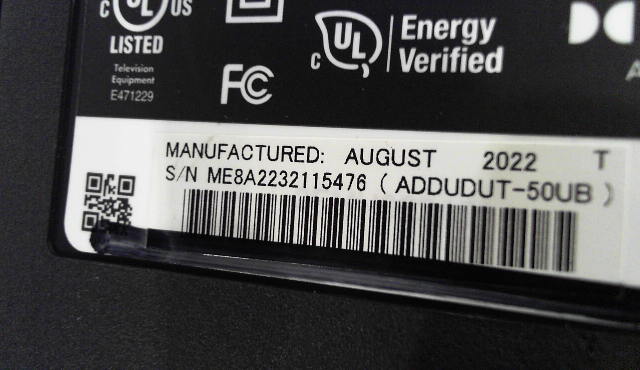 C UL US
LISTED
Television
Equipment
E471229
FC
C UL
Energy
Verified
MANUFACTURED: AUGUST 2022 T
S/N ME8A2232115476 ( ADDUDUT-50UB )